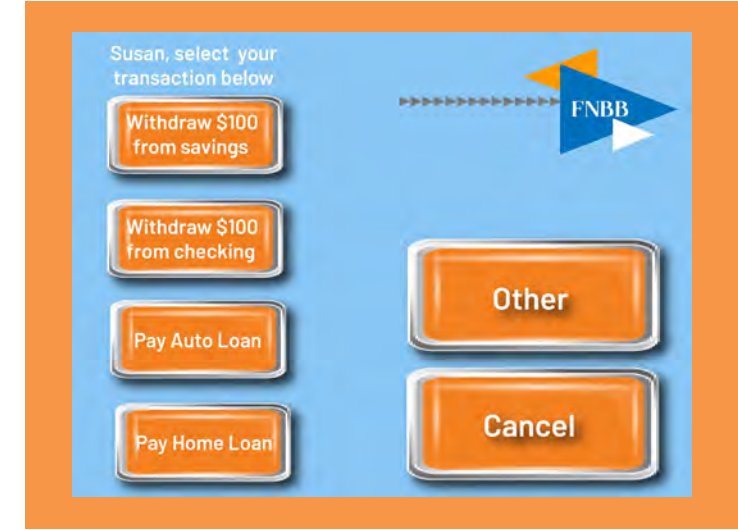 Susan, select your
transaction below
Withdraw $100
from savings
Withdraw $100
from checking
Pay Auto Loan
Pay Home Loan
FNBB
Other
Cancel